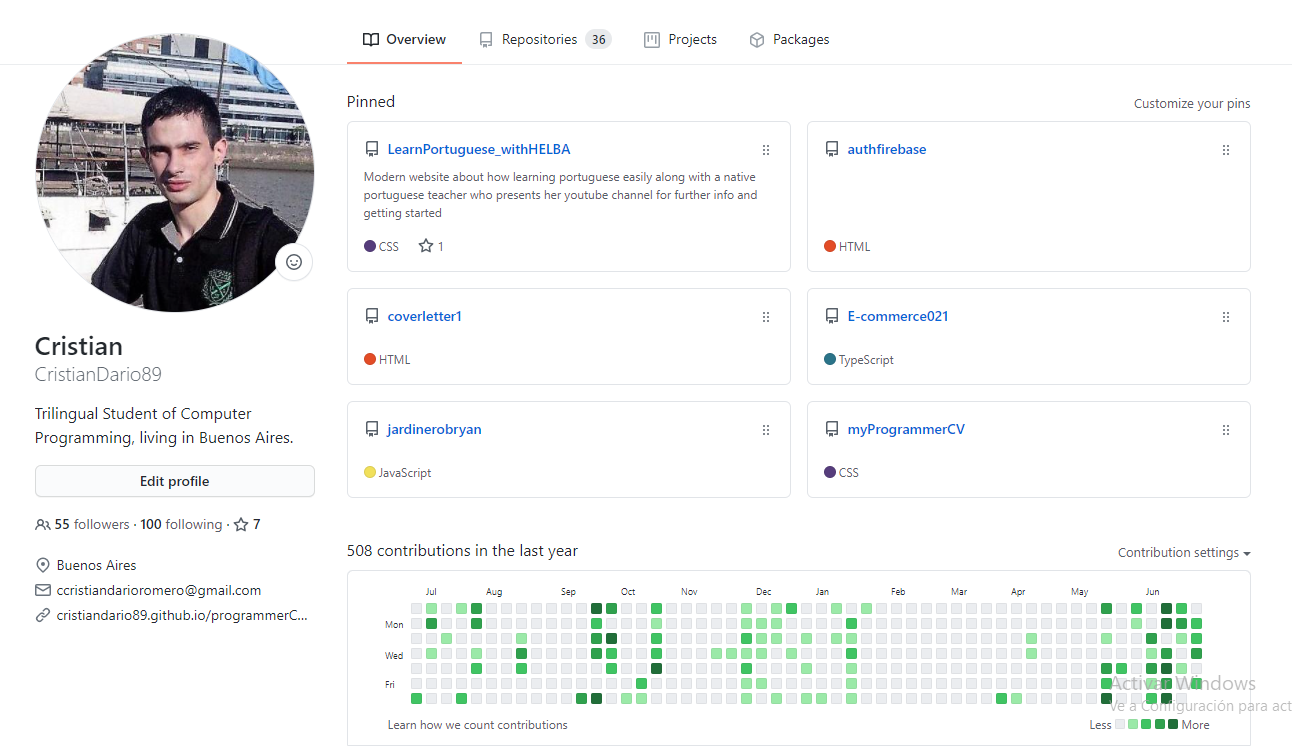 Overview
Repositories 36
Projects
Packages
Cristian
CristianDario89
Trilingual Student of Computer
Programming, living in Buenos Aires.
Edit profile
55 followers · 100 following · 7
Buenos Aires
ccristiandarioromero@gmail.com
cristiandario89.github.io/programmerC...
Pinned
Customize your pins
LearnPortuguese_withHELBA
Modern website about how learning portuguese easily along with a native
portuguese teacher who presents her youtube channel for further info and
getting started
CSS 1
authfirebase
HTML
coverletter1
HTML
E-commerce021
TypeScript
jardinerobryan
JavaScript
myProgrammerCV
CSS
508 contributions in the last year
Contribution settings
Jul Aug Sep Oct Nov Dec Jan Feb Mar Apr May Jun
Mon
Wed
Fri
Learn how we count contributions
Less More
Activar Windows
Ve a Configuración para act